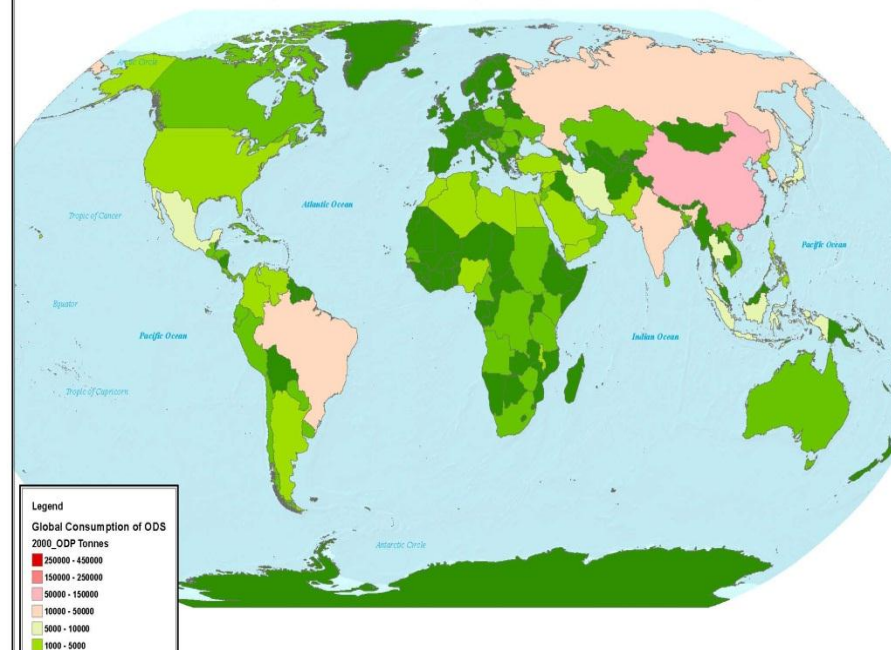 Arctic Circle
Atlantic Ocean
Tropic of Cancer
Pacific Ocean
Equator
Pacific Ocean
Indian Ocean
Tropic of Capricorn
Antarctic Circle
Legend
Global Consumption of ODS
2000_ODP Tonnes
250000 - 450000
150000 - 250000
50000 - 150000
10000 - 50000
5000 - 10000
1000 - 5000